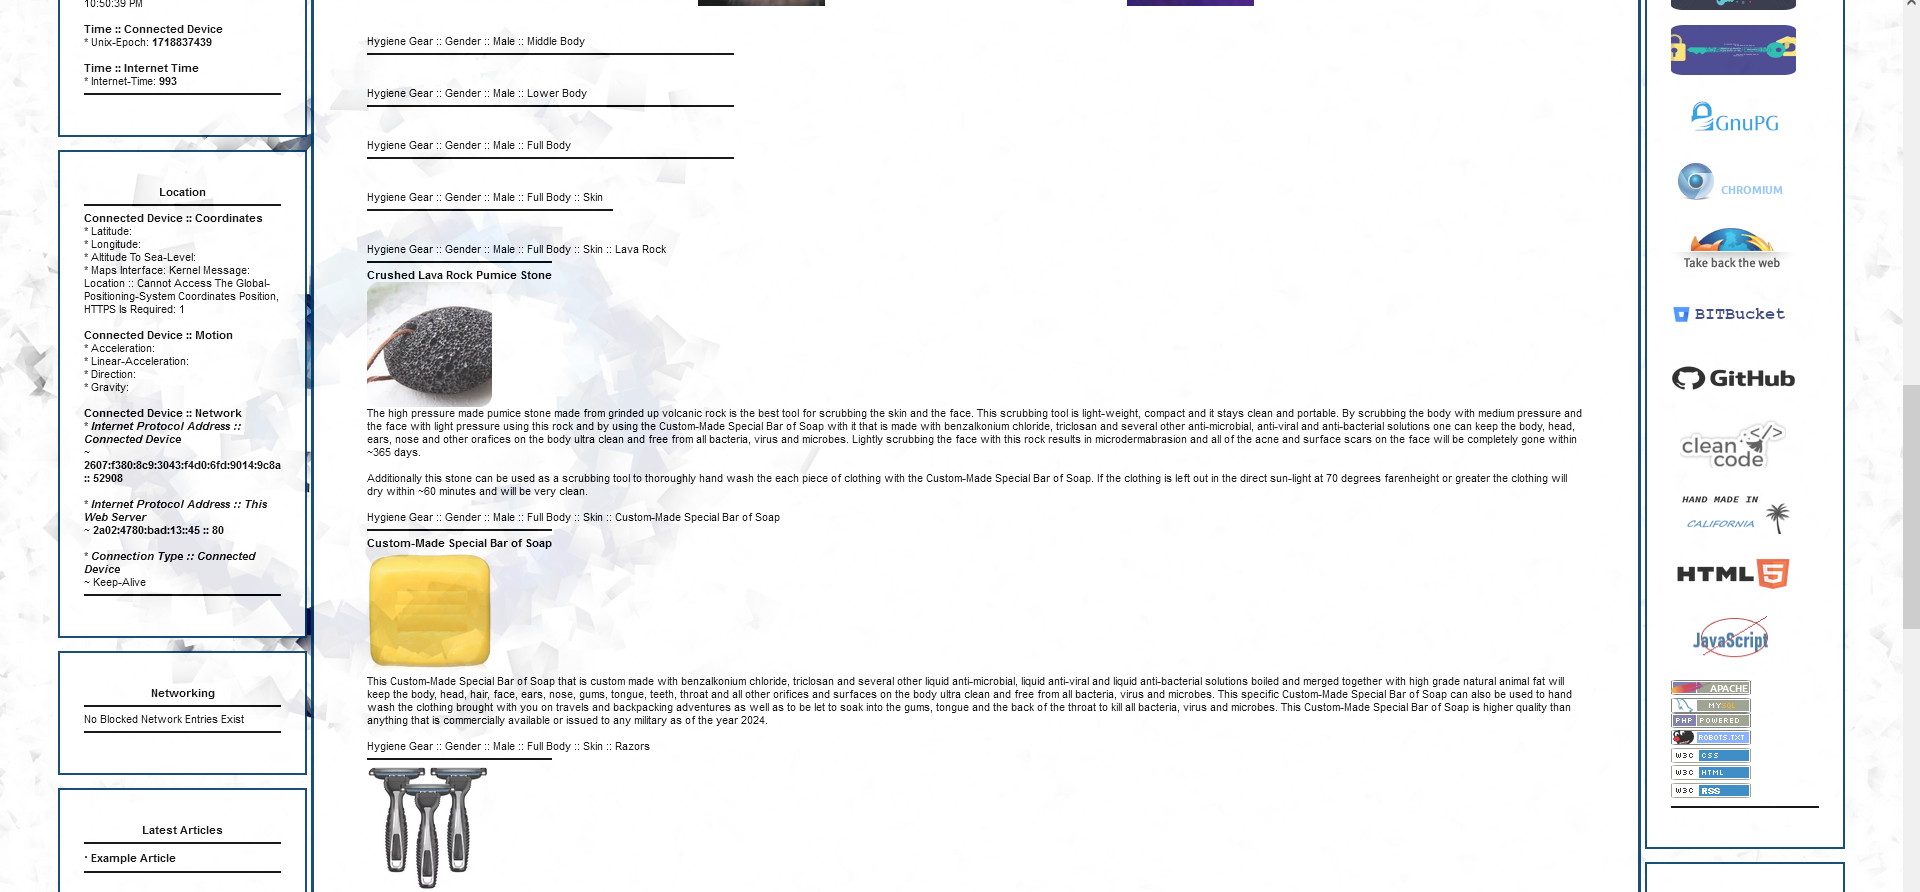 10:50:39 PM
Time :: Connected Device
* Unix-Epoch: 1718837439
Time :: Internet Time
* Internet-Time: 993
Location
Connected Device :: Coordinates
* Latitude:
* Longitude:
* Altitude To Sea-Level:
* Maps Interface: Kernel Message:
Location :: Cannot Access The Global-
Positioning-System Coordinates Position,
HTTPS Is Required: 1
Connected Device :: Motion
* Acceleration:
* Linear-Acceleration:
* Direction:
* Gravity:
Connected Device :: Network
* Internet Protocol Address ::
Connected Device
~
2607:f380:8c9:3043:f4d0:6fd:9014:9c8a
:: 52908
* Internet Protocol Address :: This
Web Server
~ 2a02:4780:bad:13::45 :: 80
* Connection Type :: Connected
Device
~ Keep-Alive
Networking
No Blocked Network Entries Exist
Latest Articles
· Example Article
Hygiene Gear :: Gender :: Male :: Middle Body
Hygiene Gear :: Gender :: Male :: Lower Body
Hygiene Gear :: Gender :: Male :: Full Body
Hygiene Gear :: Gender :: Male :: Full Body :: Skin
Hygiene Gear :: Gender :: Male :: Full Body :: Skin :: Lava Rock
Crushed Lava Rock Pumice Stone
The high pressure made pumice stone made from grinded up volcanic rock is the best tool for scrubbing the skin and the face. This scrubbing tool is light-weight, compact and it stays clean and portable. By scrubbing the body with medium pressure and
the face with light pressure using this rock and by using the Custom-Made Special Bar of Soap with it that is made with benzalkonium chloride, triclosan and several other anti-microbial, anti-viral and anti-bacterial solutions one can keep the body, head,
ears, nose and other orafices on the body ultra clean and free from all bacteria, virus and microbes. Lightly scrubbing the face with this rock results in microdermabrasion and all of the acne and surface scars on the face will be completely gone within
~365 days.
Additionally this stone can be used as a scrubbing tool to thoroughly hand wash the each piece of clothing with the Custom-Made Special Bar of Soap. If the clothing is left out in the direct sun-light at 70 degrees farenheight or greater the clothing will
dry within ~60 minutes and will be very clean.
Hygiene Gear :: Gender :: Male :: Full Body :: Skin :: Custom-Made Special Bar of Soap
Custom-Made Special Bar of Soap
This Custom-Made Special Bar of Soap that is custom made with benzalkonium chloride, triclosan and several other liquid anti-microbial, liquid anti-viral and liquid anti-bacterial solutions boiled and merged together with high grade natural animal fat will
keep the body, head, hair, face, ears, nose, gums, tongue, teeth, throat and all other orifices and surfaces on the body ultra clean and free from all bacteria, virus and microbes. This specific Custom-Made Special Bar of Soap can also be used to hand
wash the clothing brought with you on travels and backpacking adventures as well as to be let to soak into the gums, tongue and the back of the throat to kill all bacteria, virus and microbes. This Custom-Made Special Bar of Soap is higher quality than
anything that is commercially available or issued to any military as of the year 2024.
Hygiene Gear :: Gender :: Male :: Full Body :: Skin :: Razors
GnuPG
CHROMIUM
Take back the web
BITBucket
GitHub
</>
clean
code
HAND MADE IN
CALIFORNIA
HTML 5
JavaScript
APACHE
MYSQL
PHP POWERED
ROBOTS.TXT
W3C CSS
W3C HTML
W3C RSS